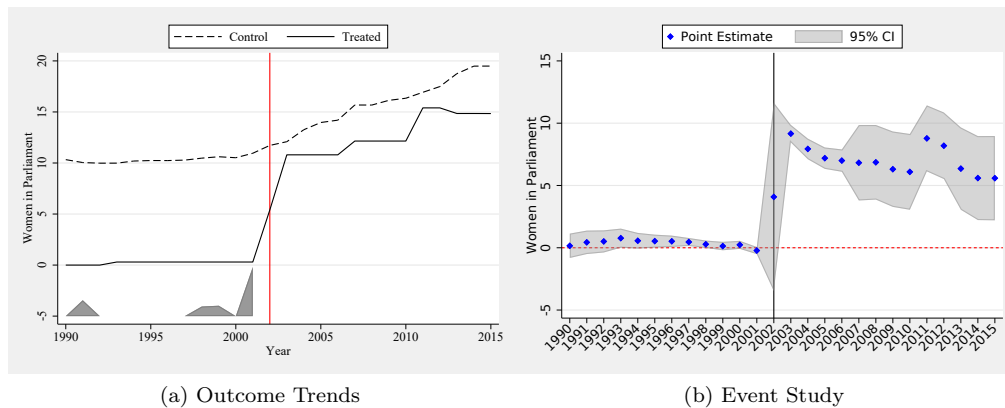 Control Treated
Women in Parliament
20
15
10
5
0
-5
1990 1995 2000 2005 2010 2015
Year
(a) Outcome Trends
Point Estimate 95% CI
Women in Parliament
15
10
5
0
-5
1990 1991 1992 1993 1994 1995 1996 1997 1998 1999 2000 2001 2002 2003 2004 2005 2006 2007 2008 2009 2010 2011 2012 2013 2014 2015
(b) Event Study